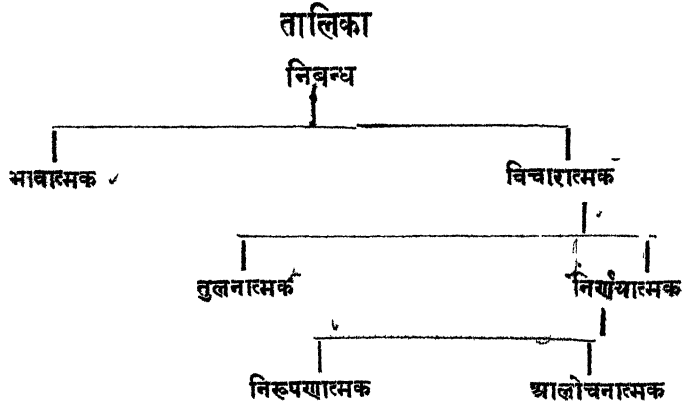 तालिका
निबन्ध
भावात्मक विचारात्मक
तुलनात्मक निर्णयात्मक
निरूपणात्मक आलोचनात्मक